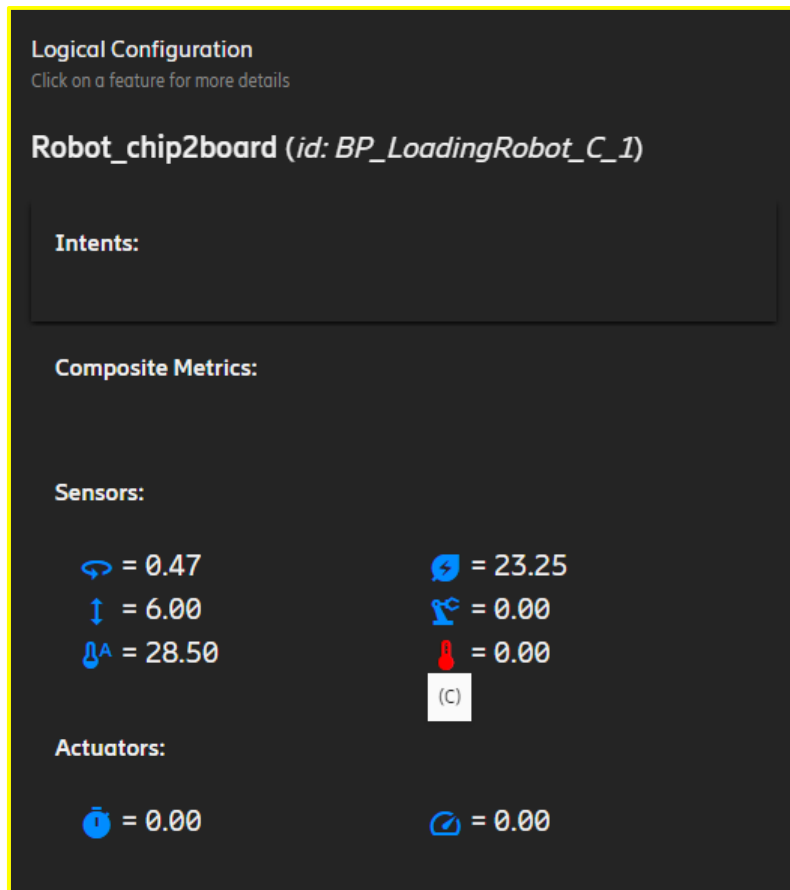 Logical Configuration
Click on a feature for more details
Robot_chip2board (id: BP_LoadingRobot_C_1)
Intents:
Composite Metrics:
Sensors:
= 0.47 = 23.25
= 6.00 = 0.00
A = 28.50 = 0.00
(C)
Actuators:
= 0.00 = 0.00